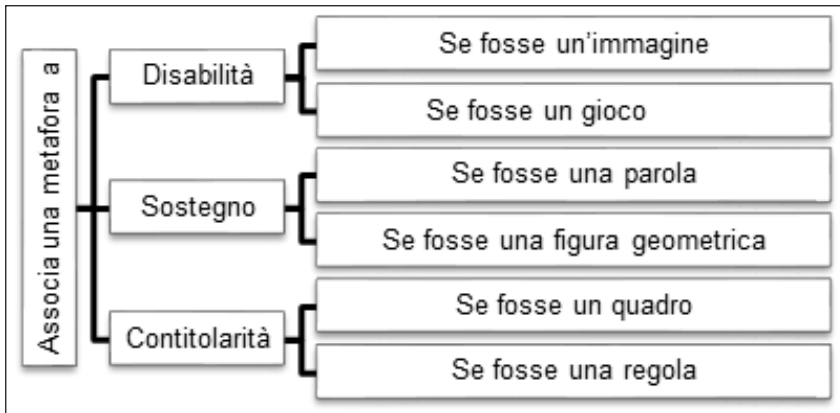 Associa una metafora a
Disabilità
Se fosse un'immagine
Se fosse un gioco
Sostegno
Se fosse una parola
Se fosse una figura geometrica
Contitolarità
Se fosse un quadro
Se fosse una regola